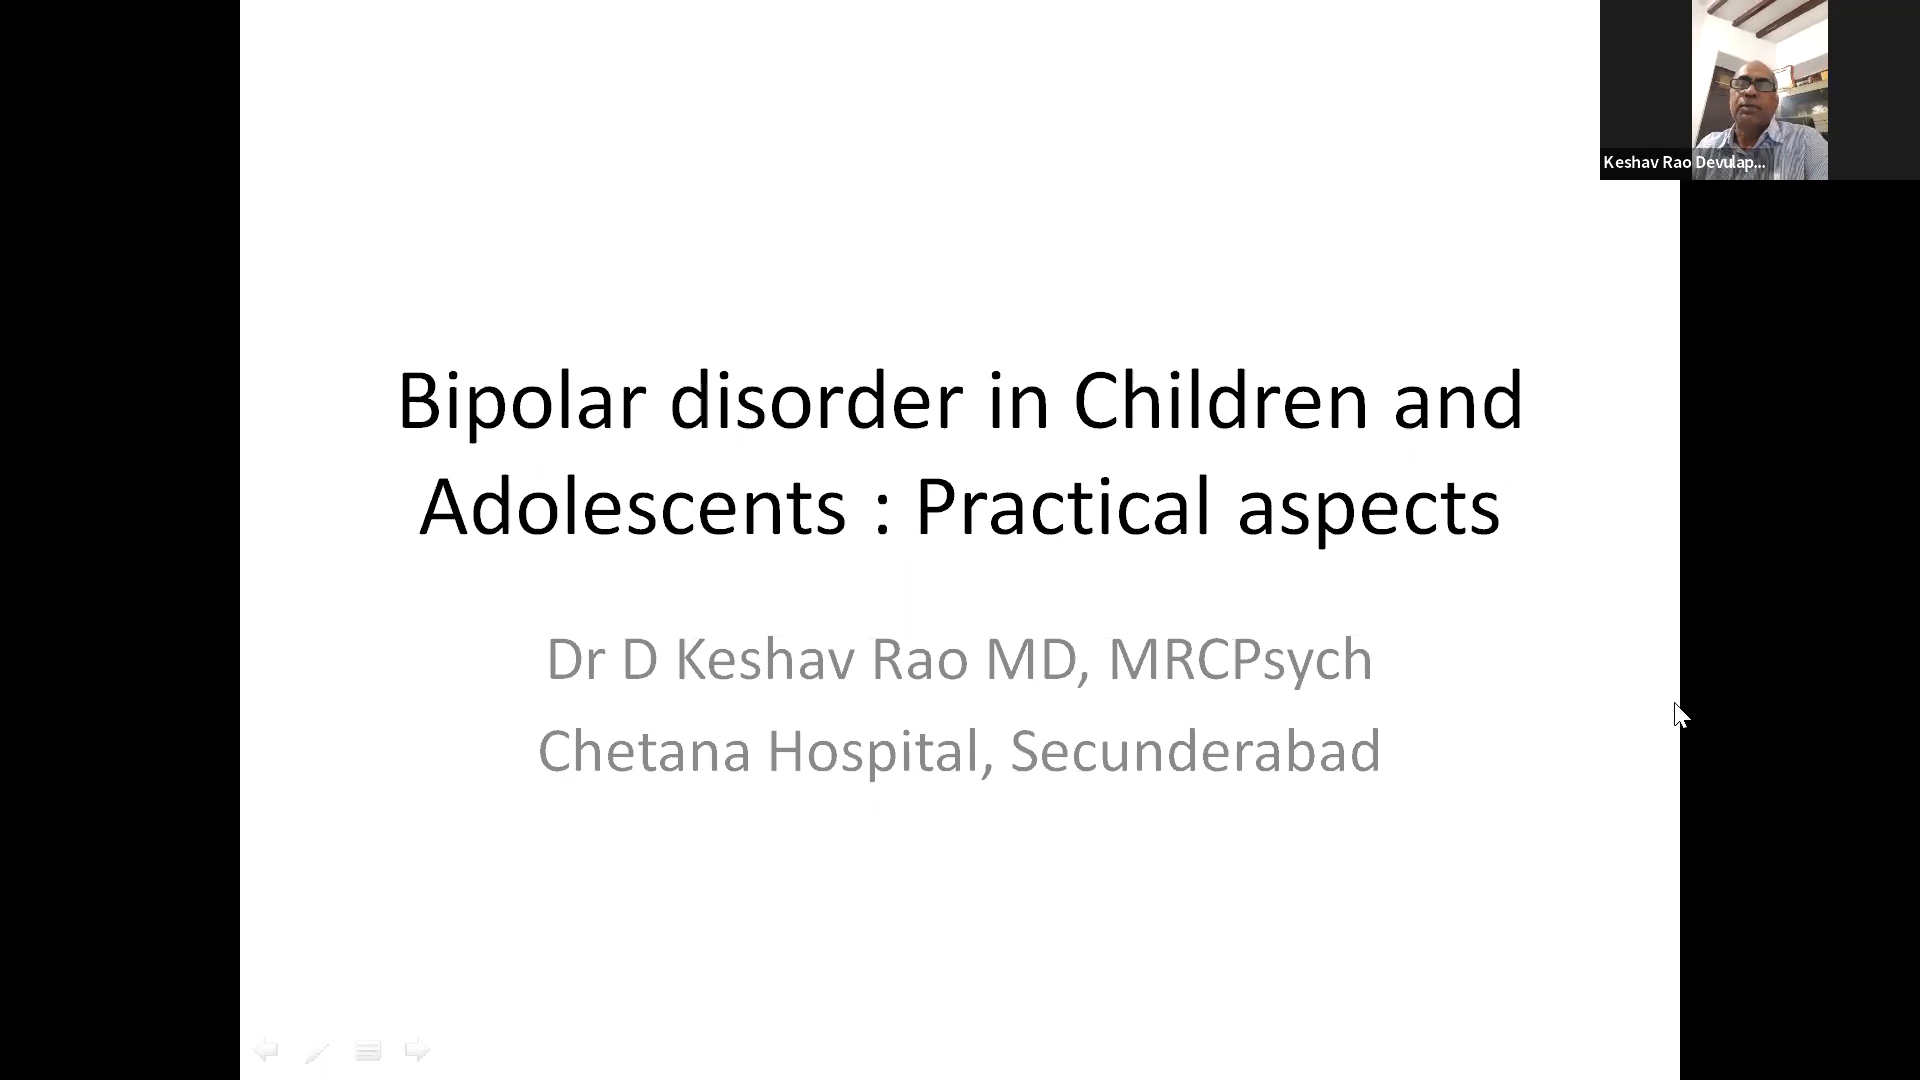 Keshav Rao Devulap...
Bipolar disorder in Children and
Adolescents : Practical aspects
Dr D Keshav Rao MD, MRCPsych
Chetana Hospital, Secunderabad